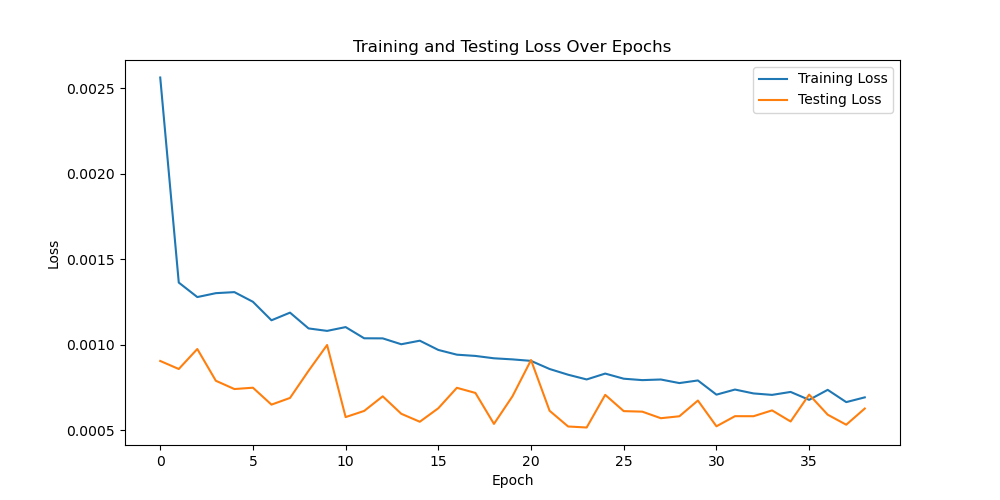 Training and Testing Loss Over Epochs
Training Loss
Testing Loss
0.0025
0.0020
0.0015
0.0010
0.0005
Loss
0 5 10 15 20 25 30 35
Epoch